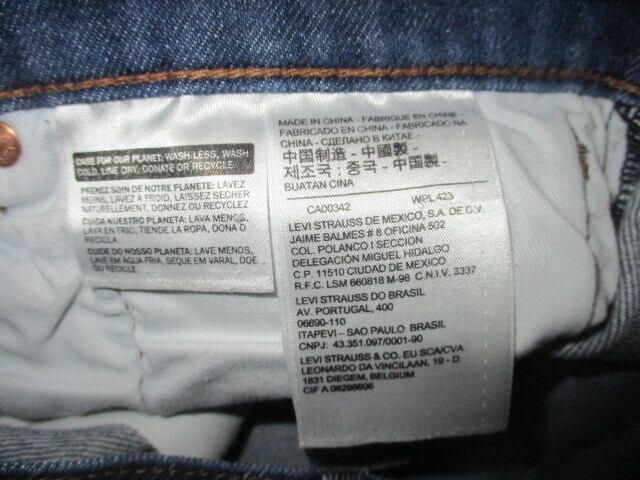 CARE FOR OUR PLANET: WASH LESS, WASH
COLD, LINE DRY, DONATE OR RECYCLE.
PRENEZ SOIN DE NOTRE PLANETE: LAVEZ
MOINS, LAVEZ A FROID, LAISSEZ SECHER
NATURELLEMENT, DONNEZ OU RECYCLEZ
CUIDA NUESTRO PLANETA: LAVA MENOS,
LAVA EN FRIO, TIENDE LA ROPA, DONA O
RECICLA.
CUIDE DO NOSSO PLANETA: LAVE MENOS,
LAVE EM AGUA FRIA, SEQUE EM VARAL, DOE
OU RECICLE.
MADE IN CHINA - FABRIQUE EN CHINE -
FABRICADO EN CHINA - FABRICADO NA
CHINA - СДЕЛАНО В КИТАЕ -
中国制造 - 中國製 -
제조국: 중국 - 中国製 -
BUATAN CINA
CA00342 WPL 423
LEVI STRAUSS DE MEXICO, S.A. DE C.V.
JAIME BALMES # 8 OFICINA 502
COL. POLANCO I SECCION
DELEGACIÓN MIGUEL HIDALGO
C.P. 11510 CIUDAD DE MEXICO
R.F.C. LSM 660818 M-98 C.N.I.V. 3337
LEVI STRAUSS DO BRASIL
AV. PORTUGAL, 400
06690-110
ITAPEVI – SAO PAULO BRASIL
CNPJ: 43.351.097/0001-90
LEVI STRAUSS & CO. EU SCA/CVA
LEONARDO DA VINCILAAN, 19 - D
1831 DIEGEM, BELGIUM
CIF A 08298606